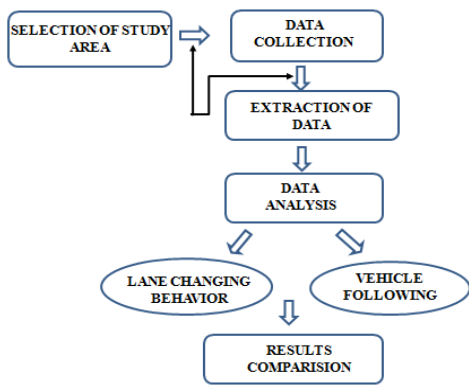 SELECTION OF STUDY
AREA
DATA
COLLECTION
EXTRACTION OF
DATA
DATA
ANALYSIS
LANE CHANGING
BEHAVIOR
VEHICLE
FOLLOWING
RESULTS
COMPARISION